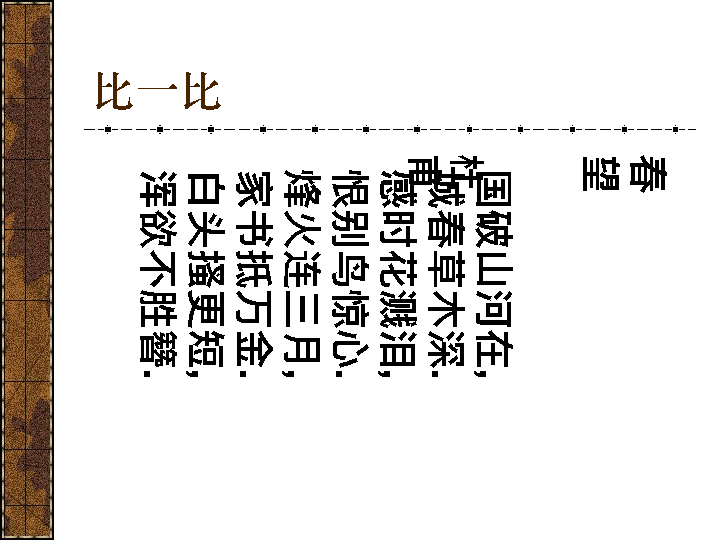 比一比
春望
杜甫
国破山河在,
城春草木深.
感时花溅泪,
恨别鸟惊心.
烽火连三月,
家书抵万金.
白头搔更短,
浑欲不胜簪.